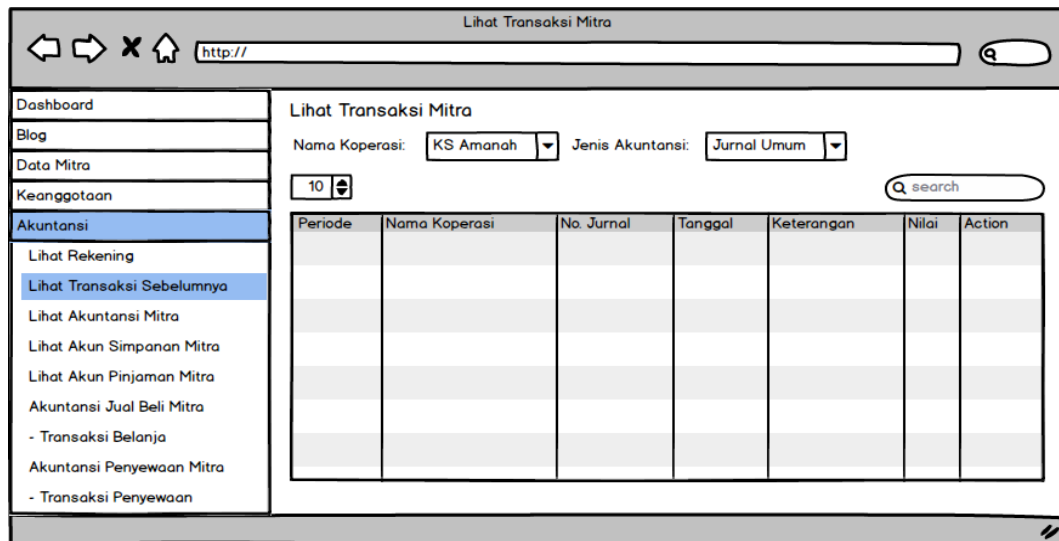 Lihat Transaksi Mitra
http://
Dashboard
Blog
Data Mitra
Keanggotaan
Akuntansi
Lihat Rekening
Lihat Transaksi Sebelumnya
Lihat Akuntansi Mitra
Lihat Akun Simpanan Mitra
Lihat Akun Pinjaman Mitra
Akuntansi Jual Beli Mitra
- Transaksi Belanja
Akuntansi Penyewaan Mitra
- Transaksi Penyewaan
Lihat Transaksi Mitra
Nama Koperasi: KS Amanah Jenis Akuntansi: Jurnal Umum
10 search
Periode Nama Koperasi No. Jurnal Tanggal Keterangan Nilai Action